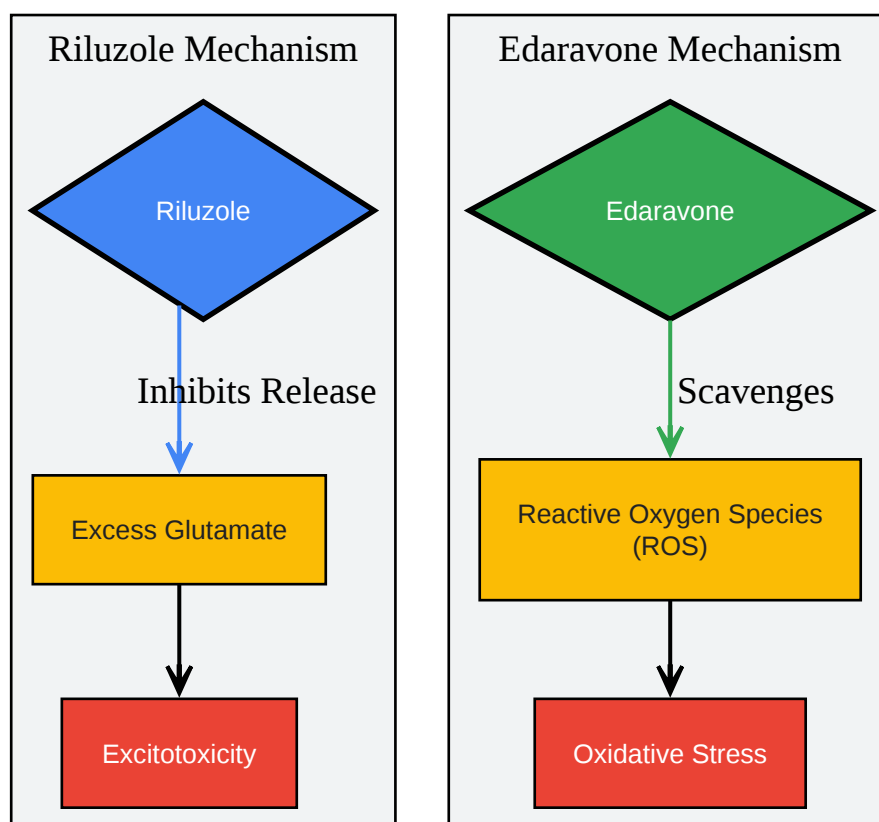 Riluzole Mechanism
Riluzole
Inhibits Release
Excess Glutamate
Excitotoxicity
Edaravone Mechanism
Edaravone
Scavenges
Reactive Oxygen Species
(ROS)
Oxidative Stress